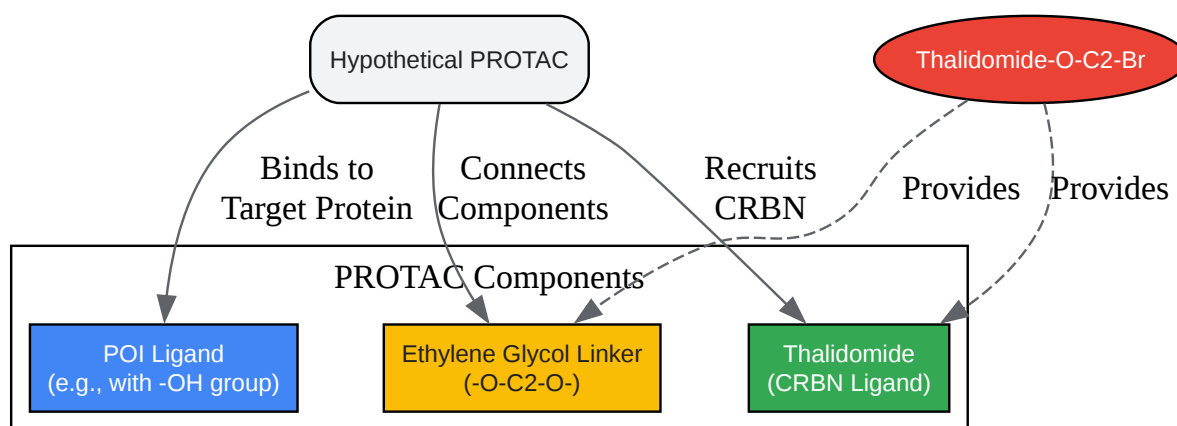 Hypothetical PROTAC
Thalidomide-O-C2-Br
Binds to
Target Protein
Connects
Components
Recruits
CRBN
Provides
Provides
PROTAC Components
POI Ligand
(e.g., with -OH group)
Ethylene Glycol Linker
(-O-C2-O-)
Thalidomide
(CRBN Ligand)